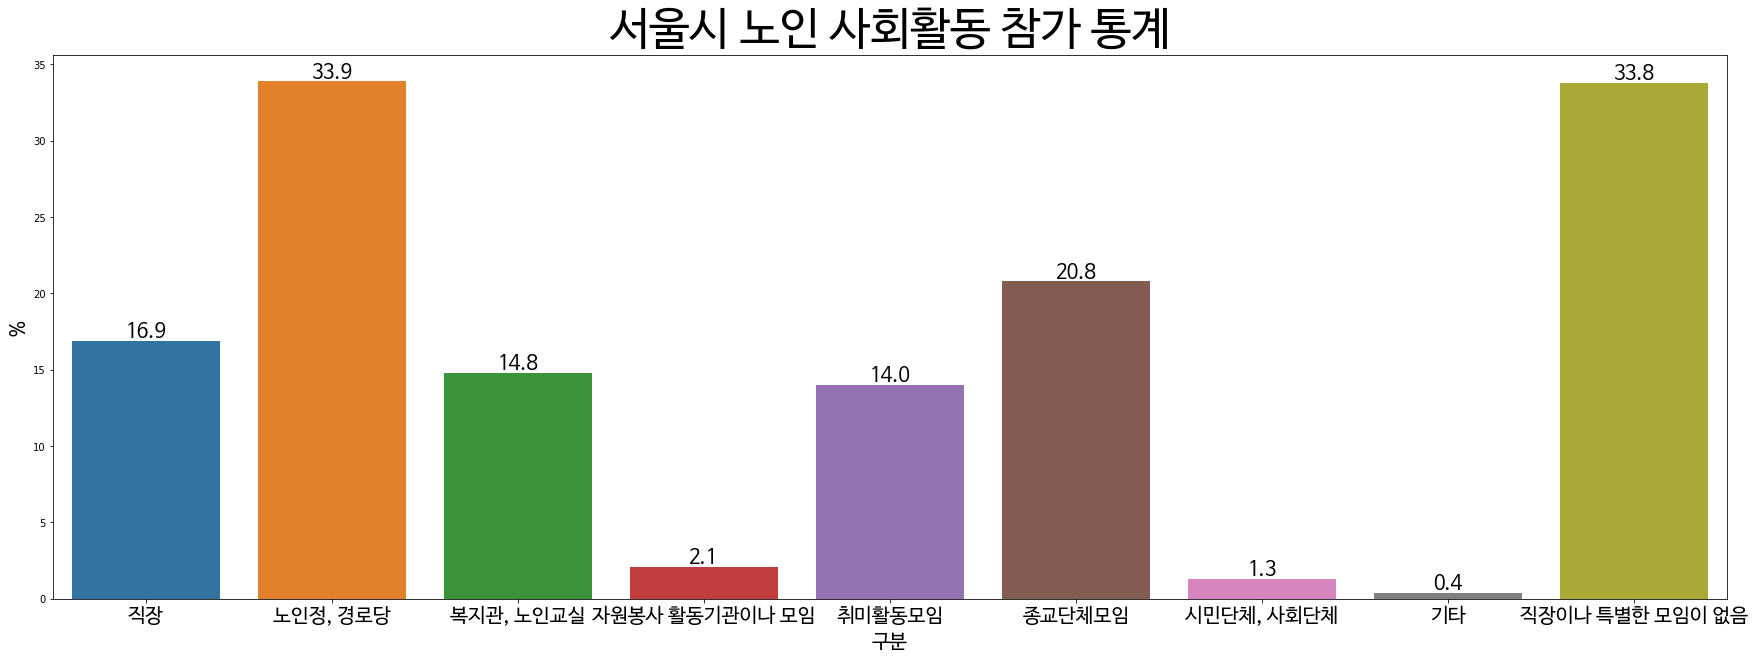 서울시 노인 사회활동 참가 통계
35
30
25
20
15
10
5
0
%
16.9
33.9
14.8
2.1
14.0
20.8
1.3
0.4
33.8
직장
노인정, 경로당
복지관, 노인교실
자원봉사 활동기관이나 모임
취미활동모임
종교단체모임
시민단체, 사회단체
기타
직장이나 특별한 모임이 없음
구분